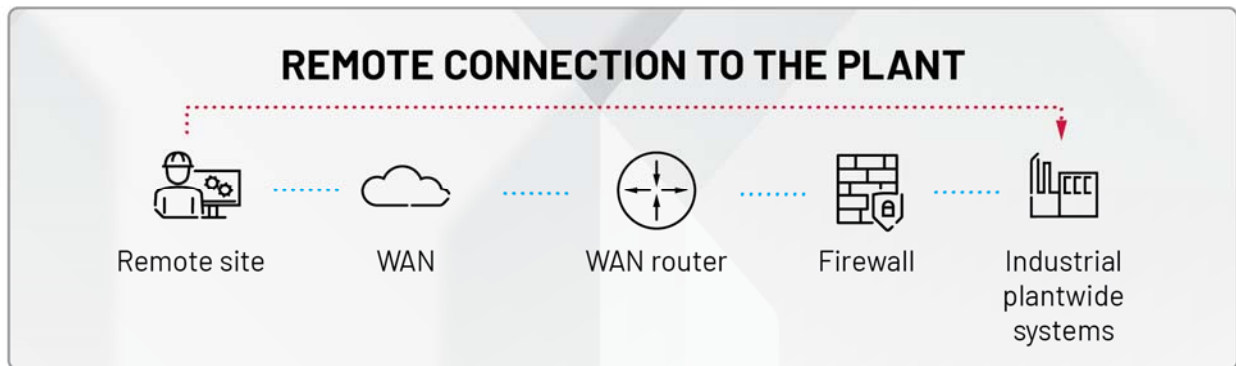 REMOTE CONNECTION TO THE PLANT
Remote site
WAN
WAN router
Firewall
Industrial
plantwide
systems